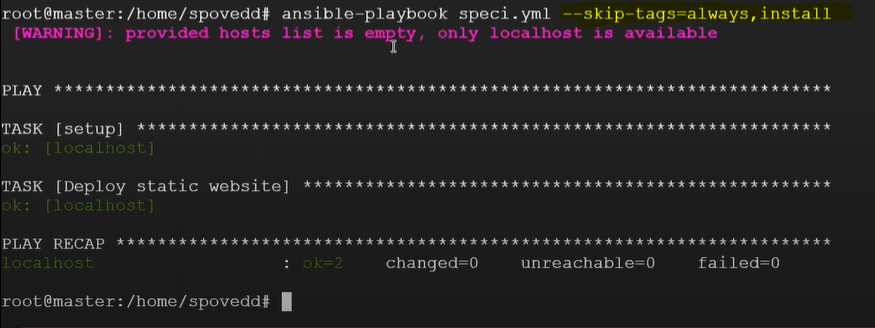 root@master:/home/spovedd# ansible-playbook speci.yml --skip-tags=always,install
[WARNING]: provided hosts list is empty, only localhost is available
PLAY ***************************************************************************
TASK [setup] *******************************************************************
ok: [localhost]
TASK [Deploy static website] ***************************************************
ok: [localhost]
PLAY RECAP *********************************************************************
localhost                  : ok=2    changed=0    unreachable=0    failed=0
root@master:/home/spovedd#